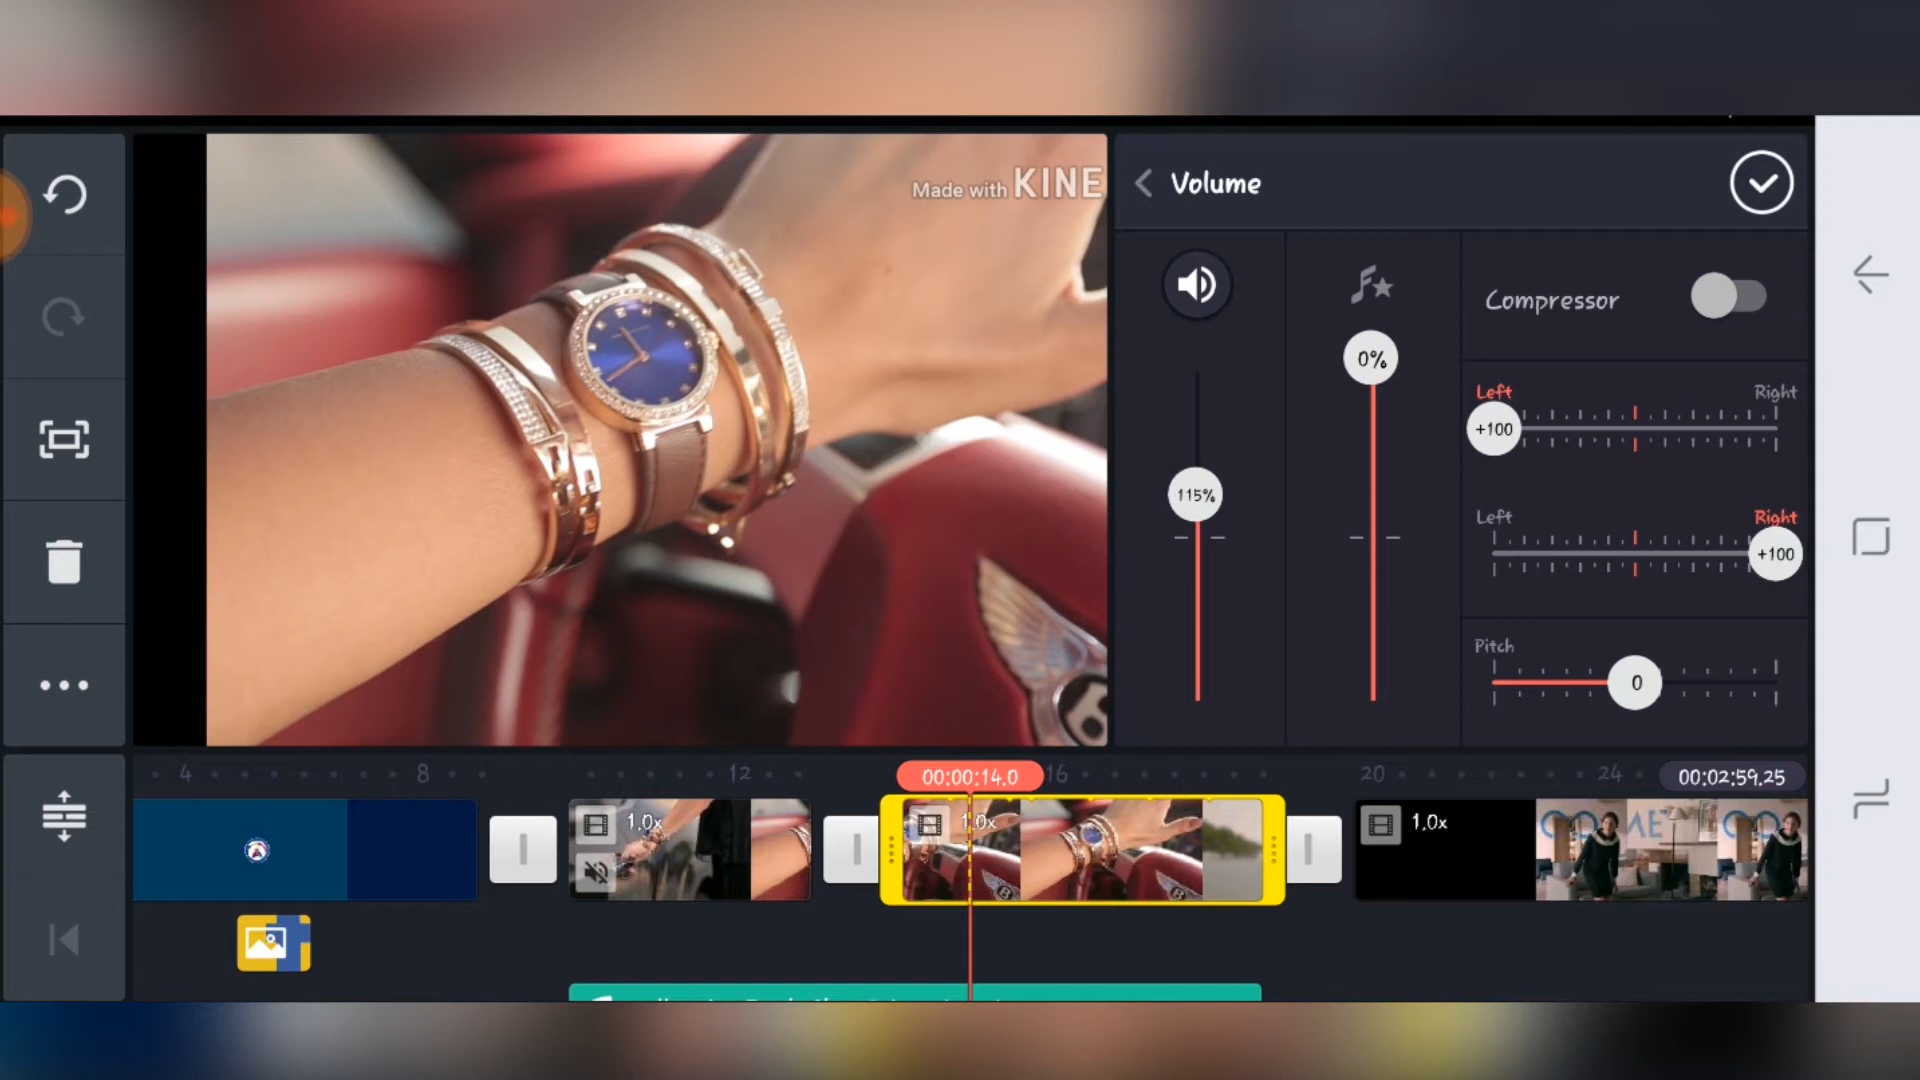 Made with KINE
Volume
Compressor
0%
Left
Right
+100
115%
Left
Right
+100
Pitch
0
4
8
12
00:00:14.0
16
20
24
00:02:59.25
1.0x
1.0x
1.0x